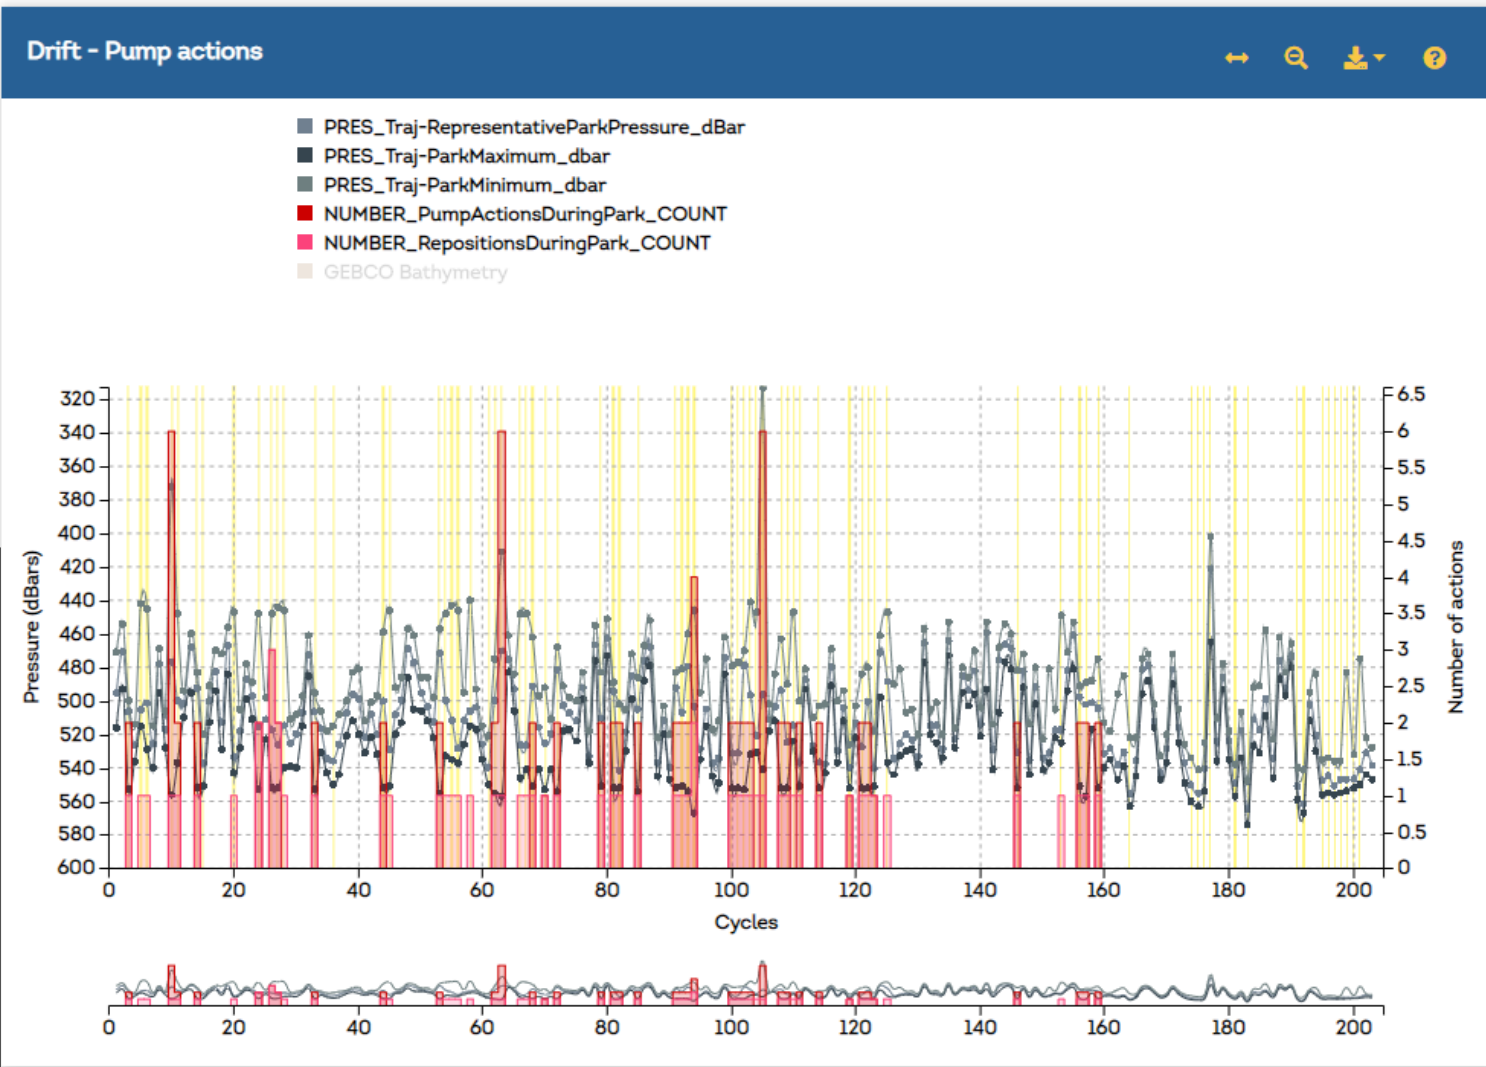 Drift - Pump actions
PRES_Traj-RepresentativeParkPressure_dBar
PRES_Traj-ParkMaximum_dbar
PRES_Traj-ParkMinimum_dbar
NUMBER_PumpActionsDuringPark_COUNT
NUMBER_RepositionsDuringPark_COUNT
GEBCO Bathymetry
Pressure (dBars)
320
340
360
380
400
420
440
460
480
500
520
540
560
580
600
6.5
6
5.5
5
4.5
4
3.5
3
2.5
2
1.5
1
0.5
0
Number of actions
0 20 40 60 80 100 120 140 160 180 200
Cycles
0 20 40 60 80 100 120 140 160 180 200